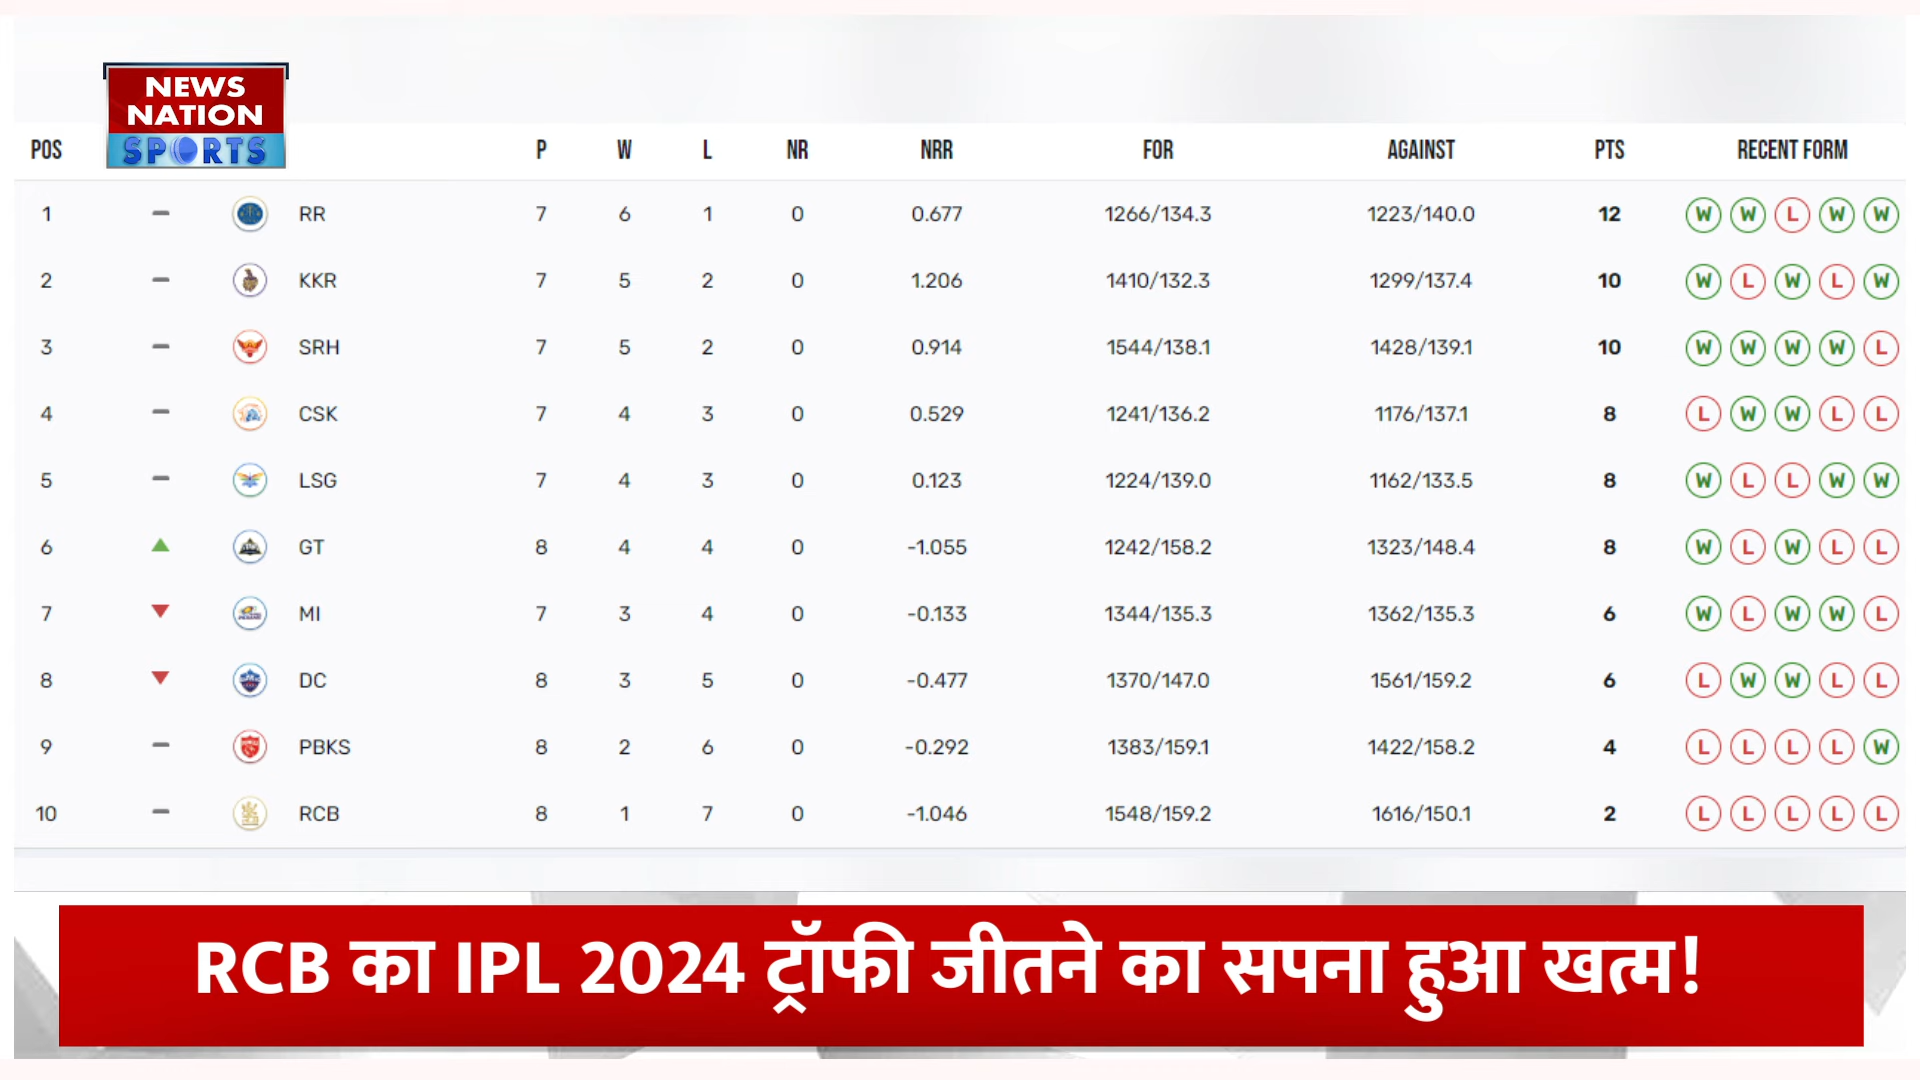 NEWS
NATION
SPORTS
POS P W L NR NRR FOR AGAINST PTS RECENT FORM
1 RR 7 6 1 0 0.677 1266/134.3 1223/140.0 12 W W L W W
2 KKR 7 5 2 0 1.206 1410/132.3 1299/137.4 10 W L W L W
3 SRH 7 5 2 0 0.914 1544/138.1 1428/139.1 10 W W W W L
4 CSK 7 4 3 0 0.529 1241/136.2 1176/137.1 8 L W W L L
5 LSG 7 4 3 0 0.123 1224/139.0 1162/133.5 8 W L L W W
6 GT 8 4 4 0 -1.055 1242/158.2 1323/148.4 8 W L W L L
7 MI 7 3 4 0 -0.133 1344/135.3 1362/135.3 6 W L W W L
8 DC 8 3 5 0 -0.477 1370/147.0 1561/159.2 6 L W W L L
9 PBKS 8 2 6 0 -0.292 1383/159.1 1422/158.2 4 L L L L W
10 RCB 8 1 7 0 -1.046 1548/159.2 1616/150.1 2 L L L L L
RCB का IPL 2024 ट्रॉफी जीतने का सपना हुआ खत्म!